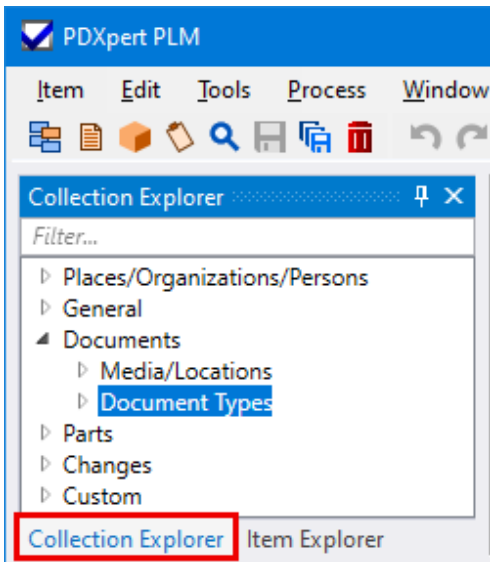 PDXpert PLM
Item Edit Tools Process Window
Collection Explorer
Filter...
Places/Organizations/Persons
General
Documents
Media/Locations
Document Types
Parts
Changes
Custom
Collection Explorer Item Explorer